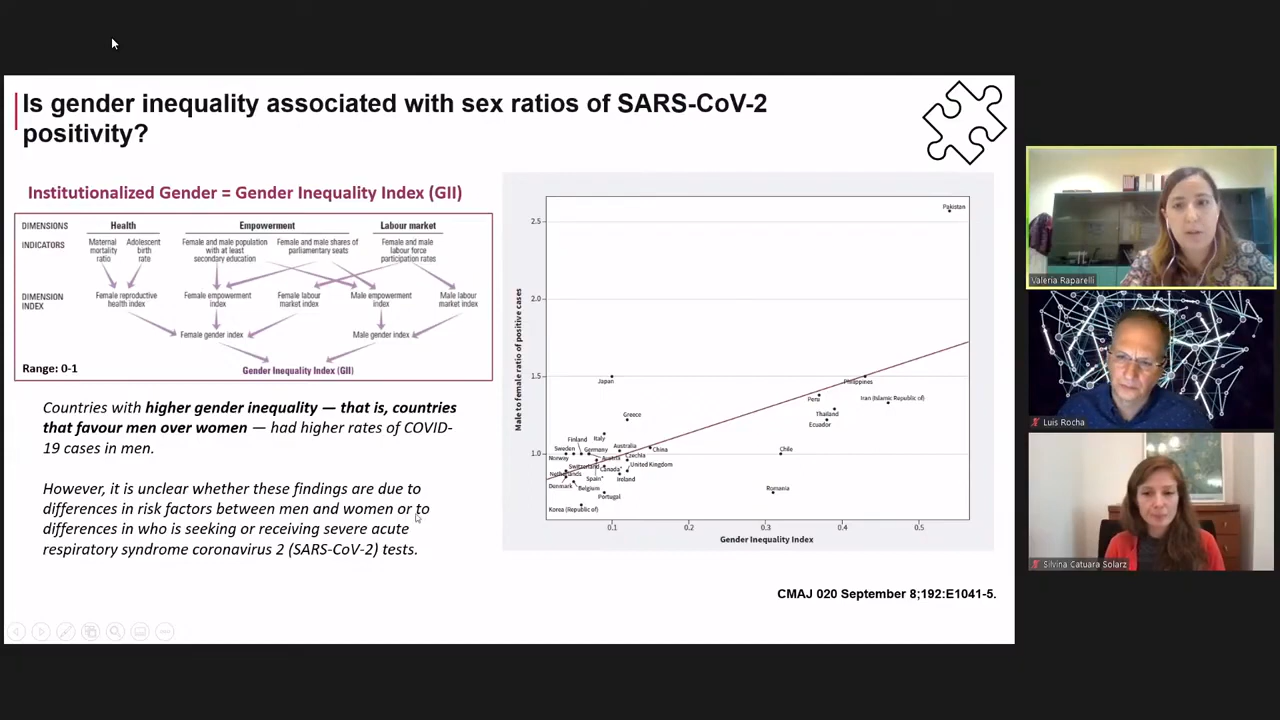 Is gender inequality associated with sex ratios of SARS-CoV-2
positivity?
Institutionalized Gender = Gender Inequality Index (GII)
DIMENSIONS
Health
Empowerment
Labour market
INDICATORS
Maternal
mortality
ratio
Adolescent
birth
rate
Female and male population
with at least
secondary education
Female and male shares of
parliamentary seats
Female and male
labour force
participation rates
DIMENSION
INDEX
Female reproductive
health index
Female empowerment
index
Female labour
market index
Male empowerment
index
Male labour
market index
Female gender index
Male gender index
Range: 0-1
Gender Inequality Index (GII)
Countries with higher gender inequality — that is, countries
that favour men over women — had higher rates of COVID-
19 cases in men.
However, it is unclear whether these findings are due to
differences in risk factors between men and women or to
differences in who is seeking or receiving severe acute
respiratory syndrome coronavirus 2 (SARS-CoV-2) tests.
Male to female ratio of positive cases
2.5
2.0
1.5
1.0
Pakistan
Japan
Philippines
Peru
Iran (Islamic Republic of)
Greece
Thailand
Ecuador
Finland
Italy
Sweden
Germany
Australia
China
Chile
Norway
Austria
Czechia
Switzerland
Canada*
United Kingdom
Netherlands
Spain*
Ireland
Denmark
Belgium
Portugal
Romania
Korea (Republic of)
0.1
0.2
0.3
0.4
0.5
Gender Inequality Index
CMAJ 020 September 8;192:E1041-5.
Valeria Raparelli
Luis Rocha
Silvina Catuara Solarz